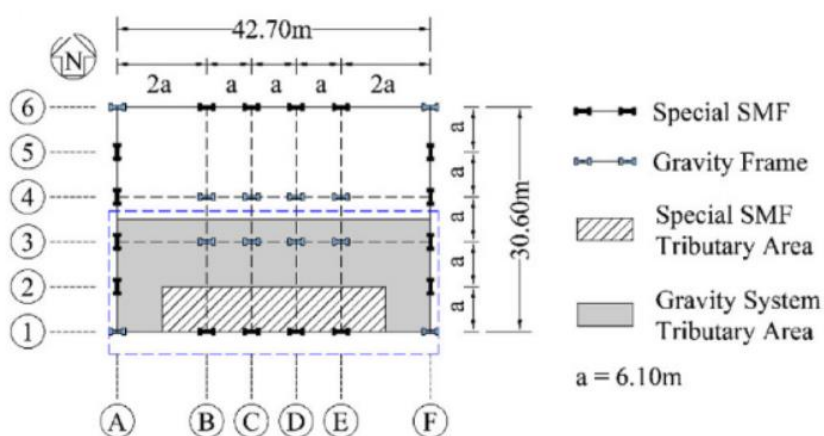 42.70m
N
2a a a a 2a
6
5
4
3
2
1
a
a
a
a
a
30.60m
A B C D E F
Special SMF
Gravity Frame
Special SMF
Tributary Area
Gravity System
Tributary Area
a = 6.10m